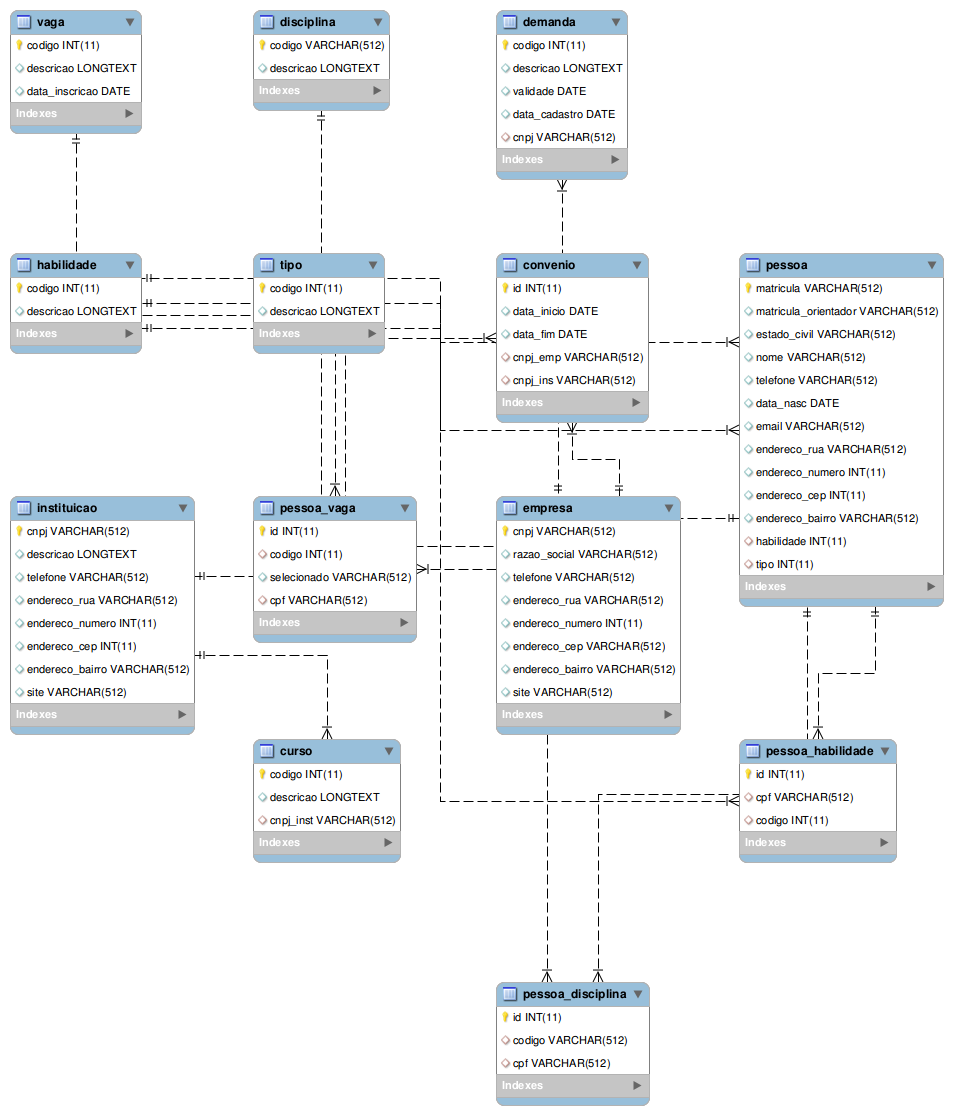 vaga
codigo INT(11)
descricao LONGTEXT
data_inscricao DATE
Indexes
disciplina
codigo VARCHAR(512)
descricao LONGTEXT
Indexes
demanda
codigo INT(11)
descricao LONGTEXT
validade DATE
data_cadastro DATE
cnpj VARCHAR(512)
Indexes
habilidade
codigo INT(11)
descricao LONGTEXT
Indexes
tipo
codigo INT(11)
descricao LONGTEXT
Indexes
convenio
id INT(11)
data_inicio DATE
data_fim DATE
cnpj_emp VARCHAR(512)
cnpj_ins VARCHAR(512)
Indexes
pessoa
matricula VARCHAR(512)
matricula_orientador VARCHAR(512)
estado_civil VARCHAR(512)
nome VARCHAR(512)
telefone VARCHAR(512)
data_nasc DATE
email VARCHAR(512)
endereco_rua VARCHAR(512)
endereco_numero INT(11)
endereco_cep INT(11)
endereco_bairro VARCHAR(512)
habilidade INT(11)
tipo INT(11)
Indexes
instituicao
cnpj VARCHAR(512)
descricao LONGTEXT
telefone VARCHAR(512)
endereco_rua VARCHAR(512)
endereco_numero INT(11)
endereco_cep INT(11)
endereco_bairro VARCHAR(512)
site VARCHAR(512)
Indexes
pessoa_vaga
id INT(11)
codigo INT(11)
selecionado VARCHAR(512)
cpf VARCHAR(512)
Indexes
empresa
cnpj VARCHAR(512)
razao_social VARCHAR(512)
telefone VARCHAR(512)
endereco_rua VARCHAR(512)
endereco_numero INT(11)
endereco_cep VARCHAR(512)
endereco_bairro VARCHAR(512)
site VARCHAR(512)
Indexes
curso
codigo INT(11)
descricao LONGTEXT
cnpj_inst VARCHAR(512)
Indexes
pessoa_habilidade
id INT(11)
cpf VARCHAR(512)
codigo INT(11)
Indexes
pessoa_disciplina
id INT(11)
codigo VARCHAR(512)
cpf VARCHAR(512)
Indexes